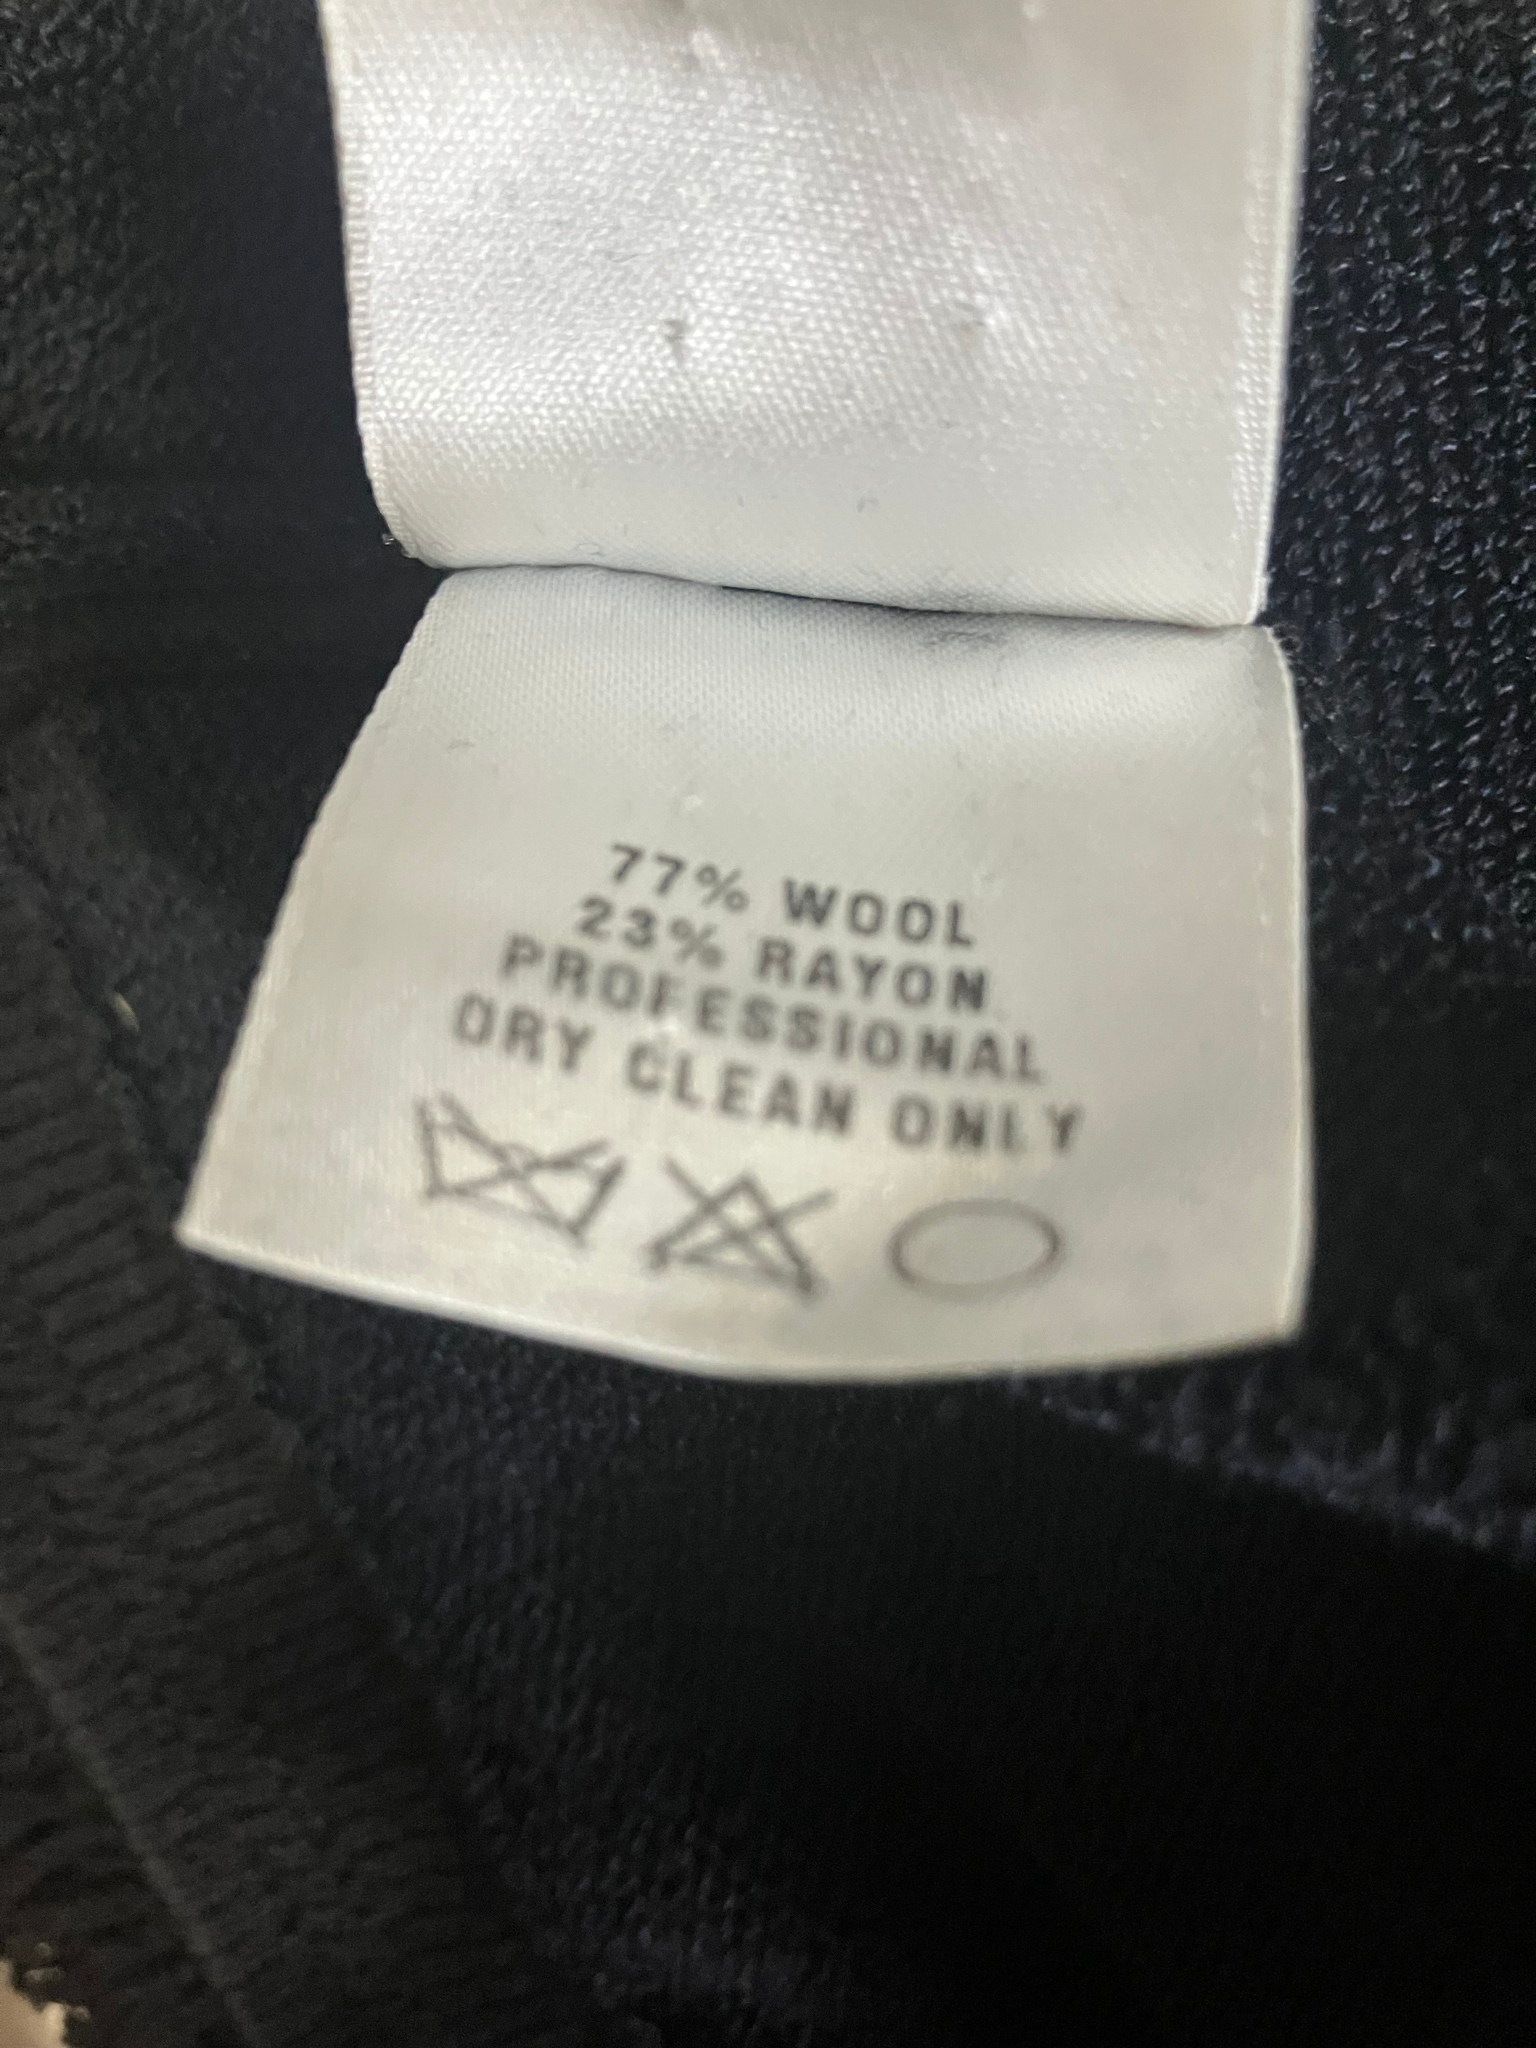 77% WOOL
23% RAYON
PROFESSIONAL
DRY CLEAN ONLY